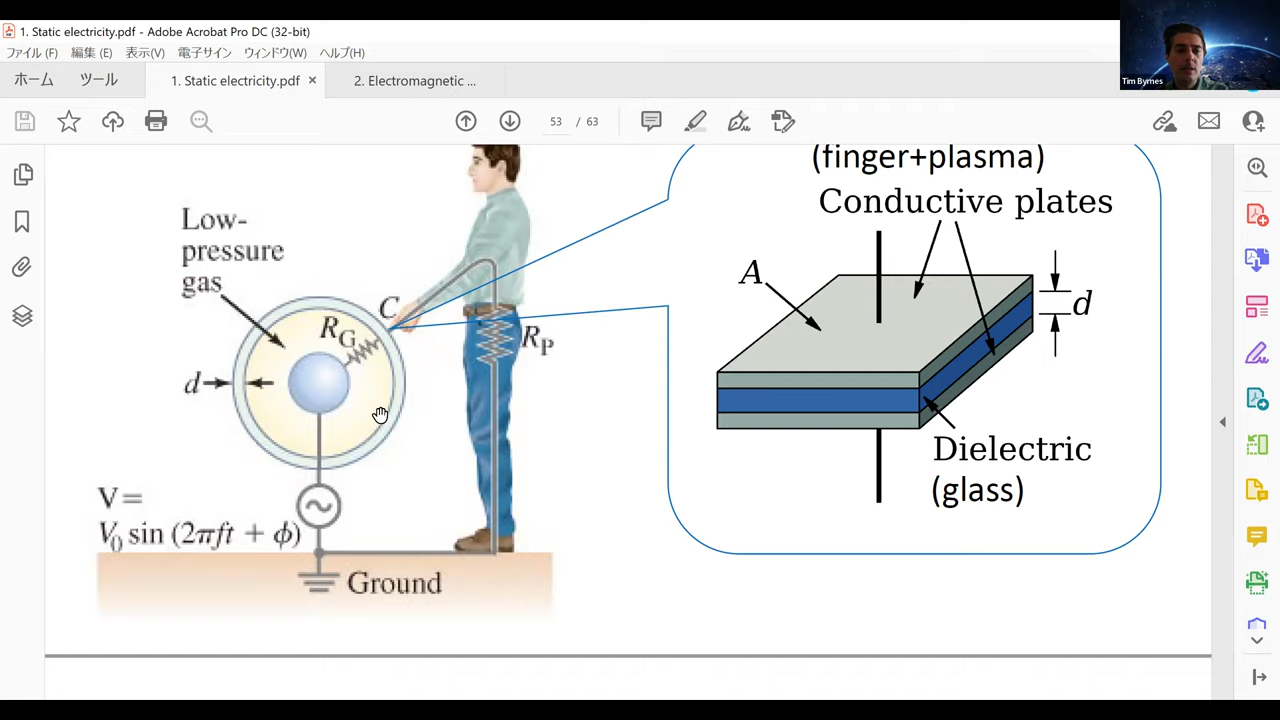 1. Static electricity.pdf - Adobe Acrobat Pro DC (32-bit)
ファイル(F) 編集(E) 表示(V) 電子サイン ウィンドウ(W) ヘルプ(H)
ホーム ツール 1. Static electricity.pdf × 2. Electromagnetic ...
53 / 63
Tim Byrnes
Low-
pressure
gas
C
R_G
R_P
d
V=
V₀ sin (2πft + ϕ)
Ground
(finger+plasma)
Conductive plates
A
d
Dielectric
(glass)